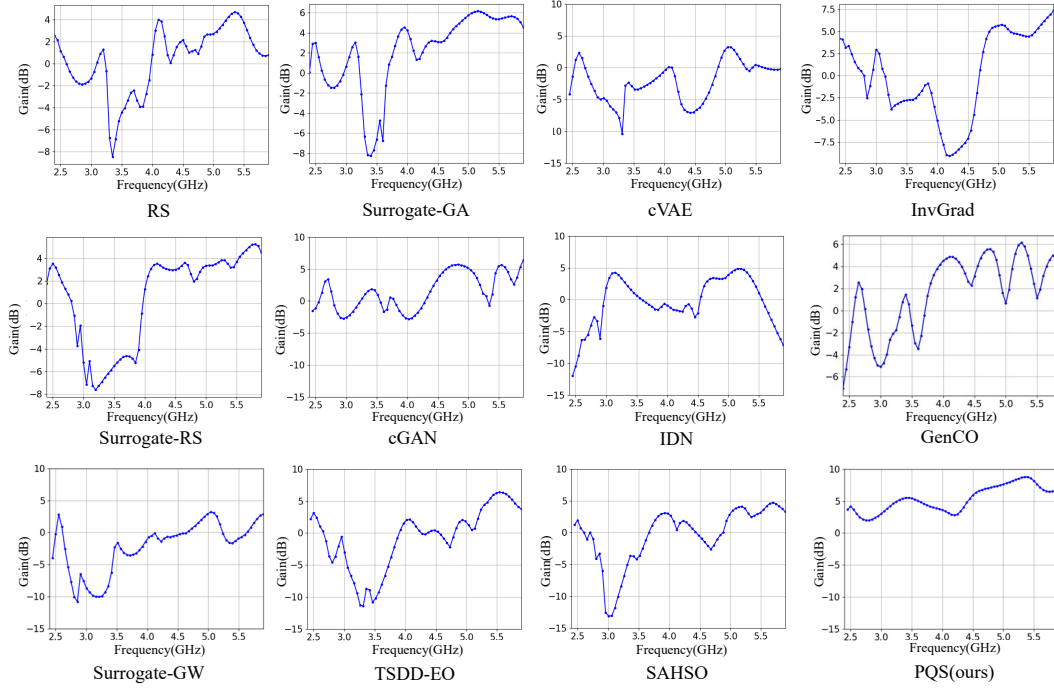 4
2
0
−2
−4
−6
−8
Gain(dB)
2.5 3.0 3.5 4.0 4.5 5.0 5.5
Frequency(GHz)
RS
6
4
2
0
−2
−4
−6
−8
Gain(dB)
2.5 3.0 3.5 4.0 4.5 5.0 5.5
Frequency(GHz)
Surrogate-GA
10
5
0
−5
10
−15
Gain(dB)
2.5 3.0 3.5 4.0 4.5 5.0 5.5
Frequency(GHz)
cVAE
7.5
5.0
2.5
0.0
−2.5
−5.0
−7.5
Gain(dB)
2.5 3.0 3.5 4.0 4.5 5.0 5.5
Frequency(GHz)
InvGrad
4
2
0
−2
−4
−6
−8
Gain(dB)
2.5 3.0 3.5 4.0 4.5 5.0 5.5
Frequency(GHz)
Surrogate-RS
10
5
0
−5
−10
−15
Gain(dB)
2.5 3.0 3.5 4.0 4.5 5.0 5.5
Frequency(GHz)
cGAN
10
5
0
−5
−10
−15
Gain(dB)
2.5 3.0 3.5 4.0 4.5 5.0 5.5
Frequency(GHz)
IDN
6
4
2
0
−2
−4
−6
Gain(dB)
2.5 3.0 3.5 4.0 4.5 5.0 5.5
Frequency(GHz)
GenCO
10
5
0
−5
−10
−15
Gain (dB)
2.5 3.0 3.5 4.0 4.5 5.0 5.5
Frequency(GHz)
Surrogate-GW
10
5
0
−5
−10
−15
Gain (dB)
2.5 3.0 3.5 4.0 4.5 5.0 5.5
Frequency(GHz)
TSDD-EO
10
5
0
−5
−10
−15
Gain (dB)
2.5 3.0 3.5 4.0 4.5 5.0 5.5
Frequency(GHz)
SAHSO
10
5
0
−5
−10
−15
Gain (dB)
2.5 3.0 3.5 4.0 4.5 5.0 5.5
Frequency(GHz)
PQS(ours)